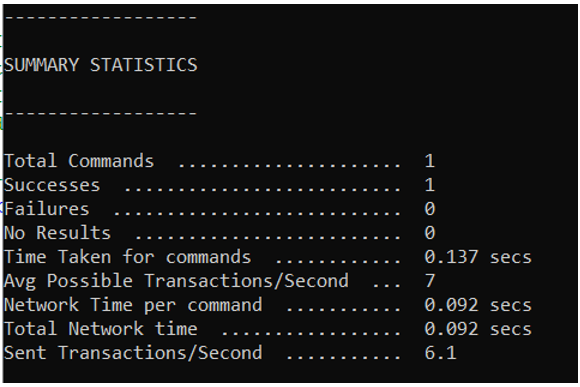 ------------------
SUMMARY STATISTICS
------------------
Total Commands ..................... 1
Successes .......................... 1
Failures ........................... 0
No Results ......................... 0
Time Taken for commands ............ 0.137 secs
Avg Possible Transactions/Second ... 7
Network Time per command ........... 0.092 secs
Total Network time ................. 0.092 secs
Sent Transactions/Second ........... 6.1